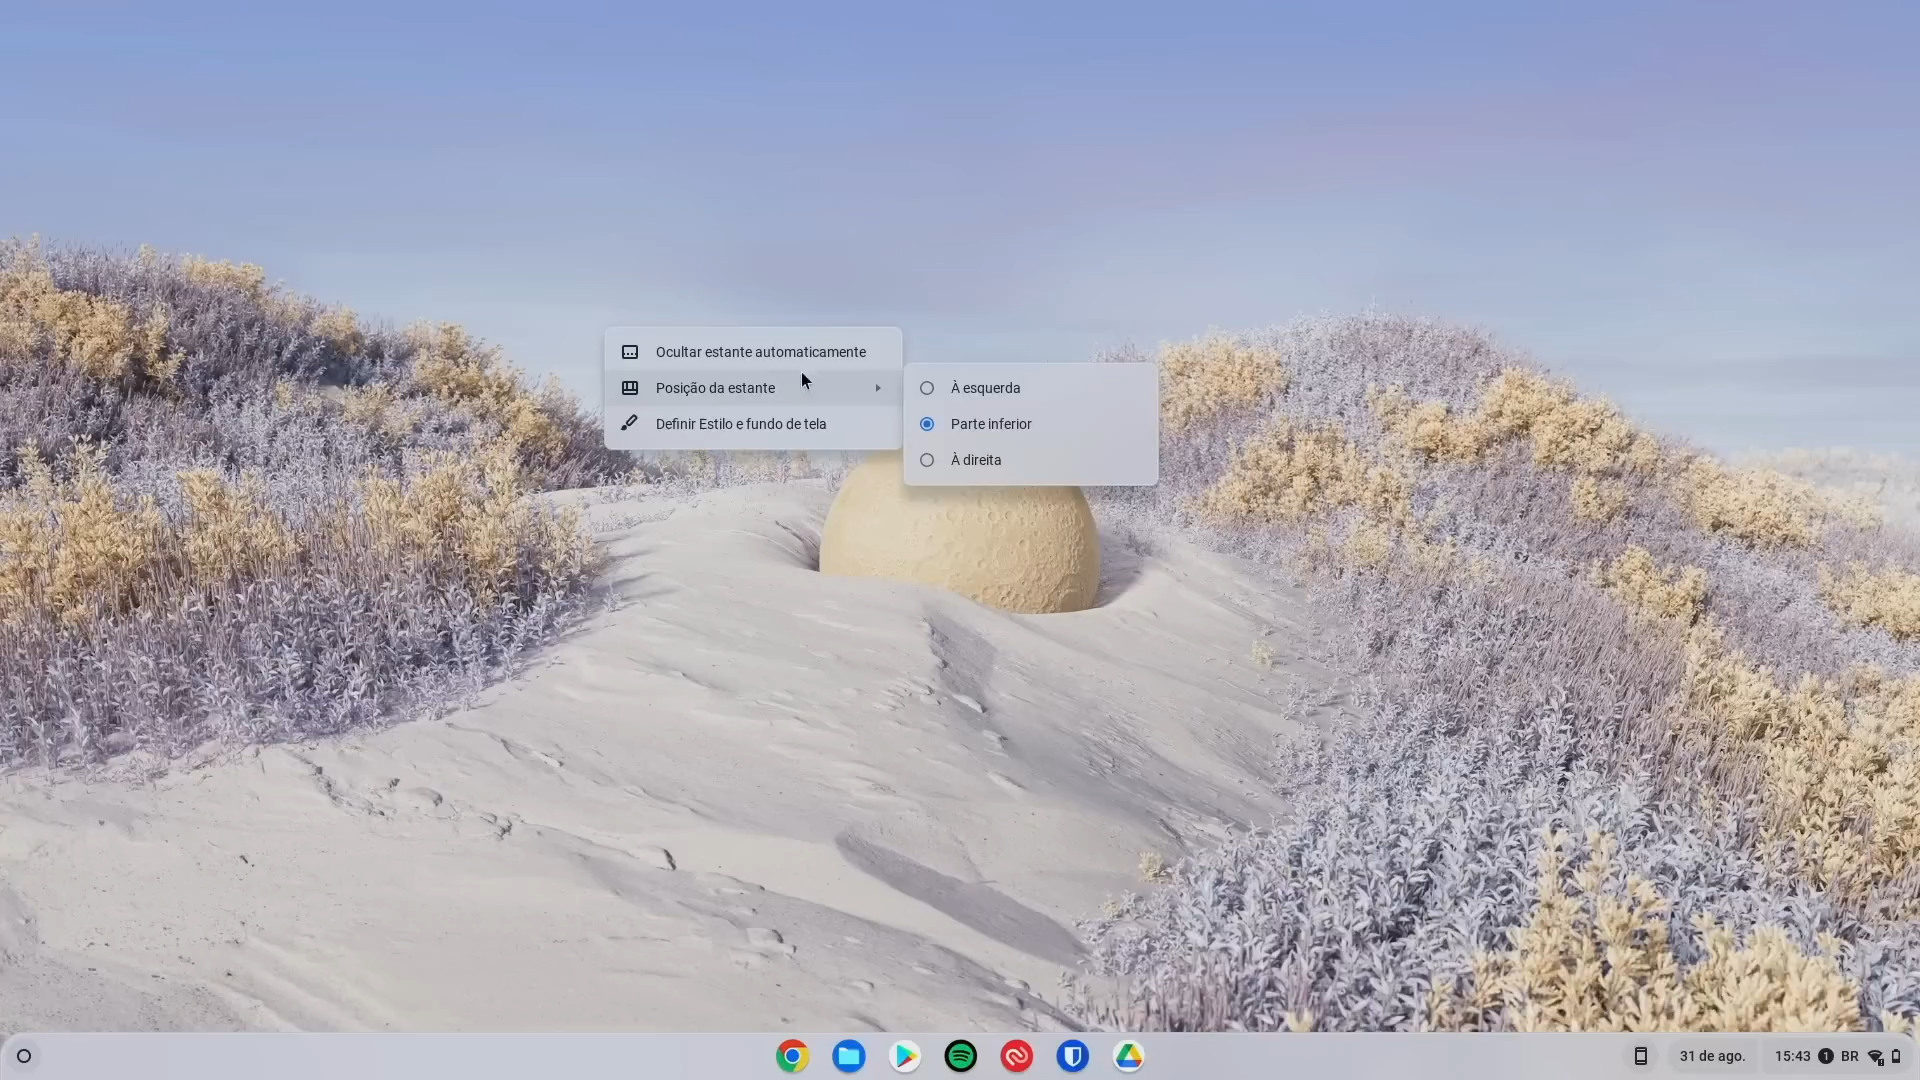 Ocultar estante automaticamente
Posição da estante
Definir Estilo e fundo de tela
À esquerda
Parte inferior
À direita
31 de ago.
15:43 1 BR